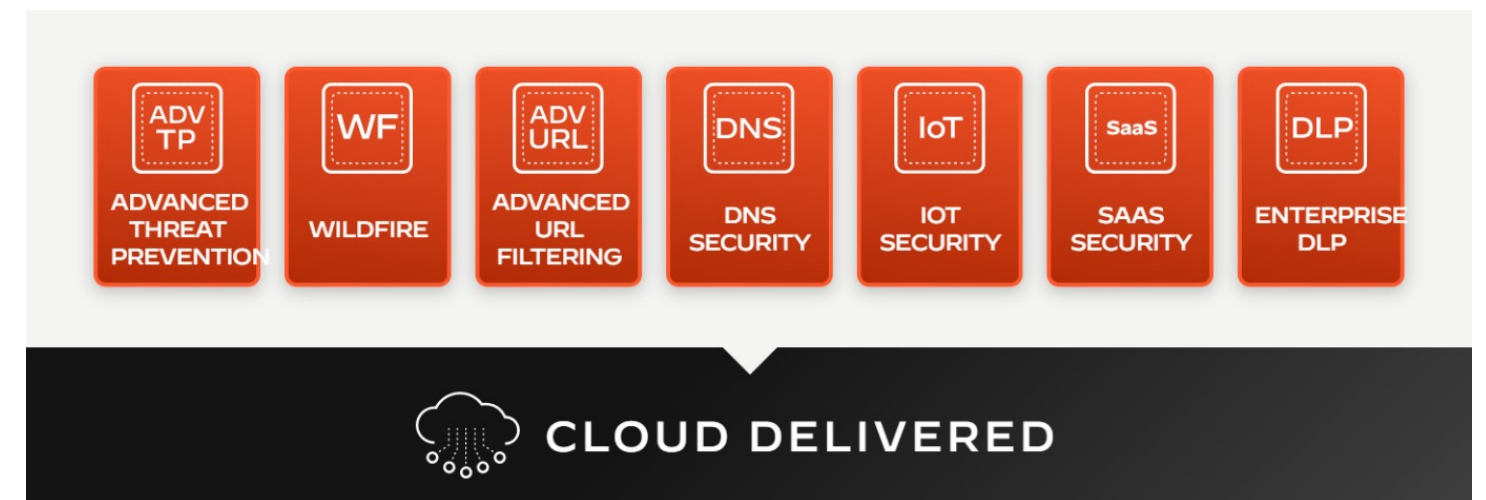 ADV
TP
ADVANCED
THREAT
PREVENTION
WF
WILDFIRE
ADV
URL
ADVANCED
URL
FILTERING
DNS
DNS
SECURITY
IoT
IOT
SECURITY
SaaS
SAAS
SECURITY
DLP
ENTERPRISE
DLP
CLOUD DELIVERED